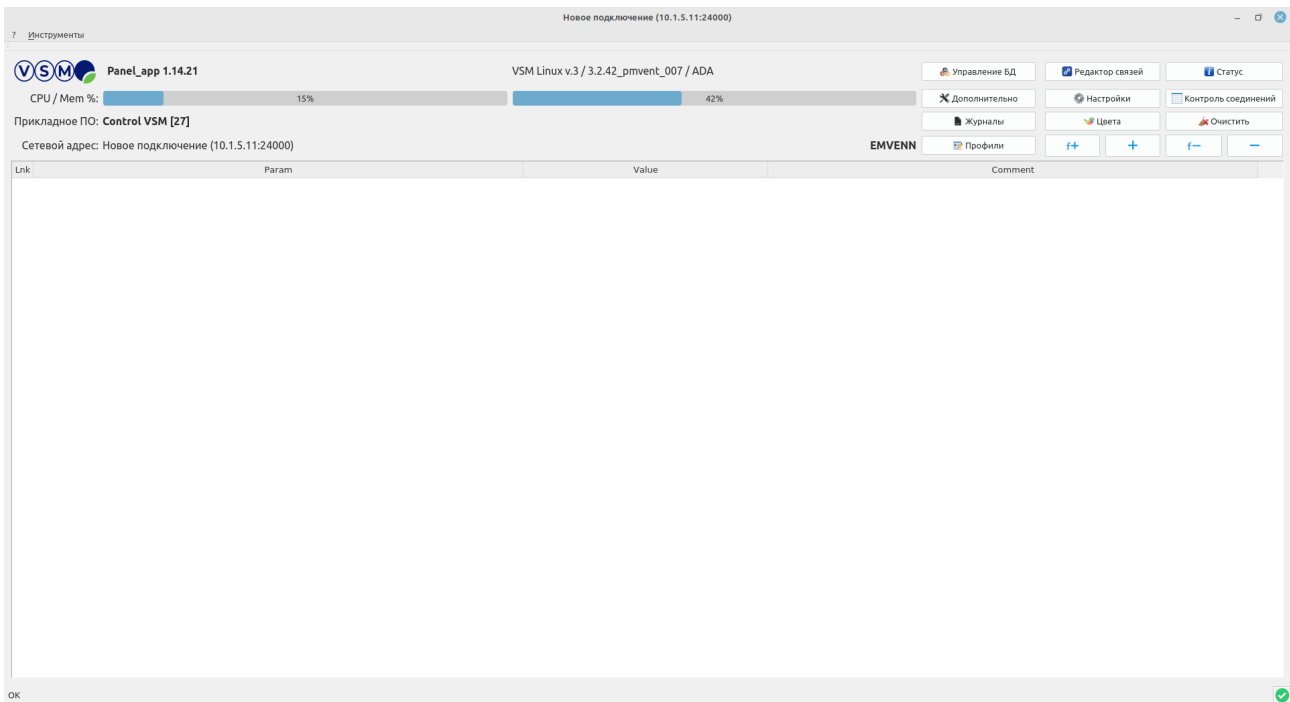 Новое подключение (10.1.5.11:24000)
? Инструменты
VSM Panel_app 1.14.21 VSM Linux v.3 / 3.2.42_pmvent_007 / ADA Управление БД Редактор связей Статус
CPU / Mem %: 15% 42% Дополнительно Настройки Контроль соединений
Прикладное ПО: Control VSM [27] Журналы Цвета Очистить
Сетевой адрес: Новое подключение (10.1.5.11:24000) EMVENN Профили f+ + f− −
Lnk Param Value Comment
ОК